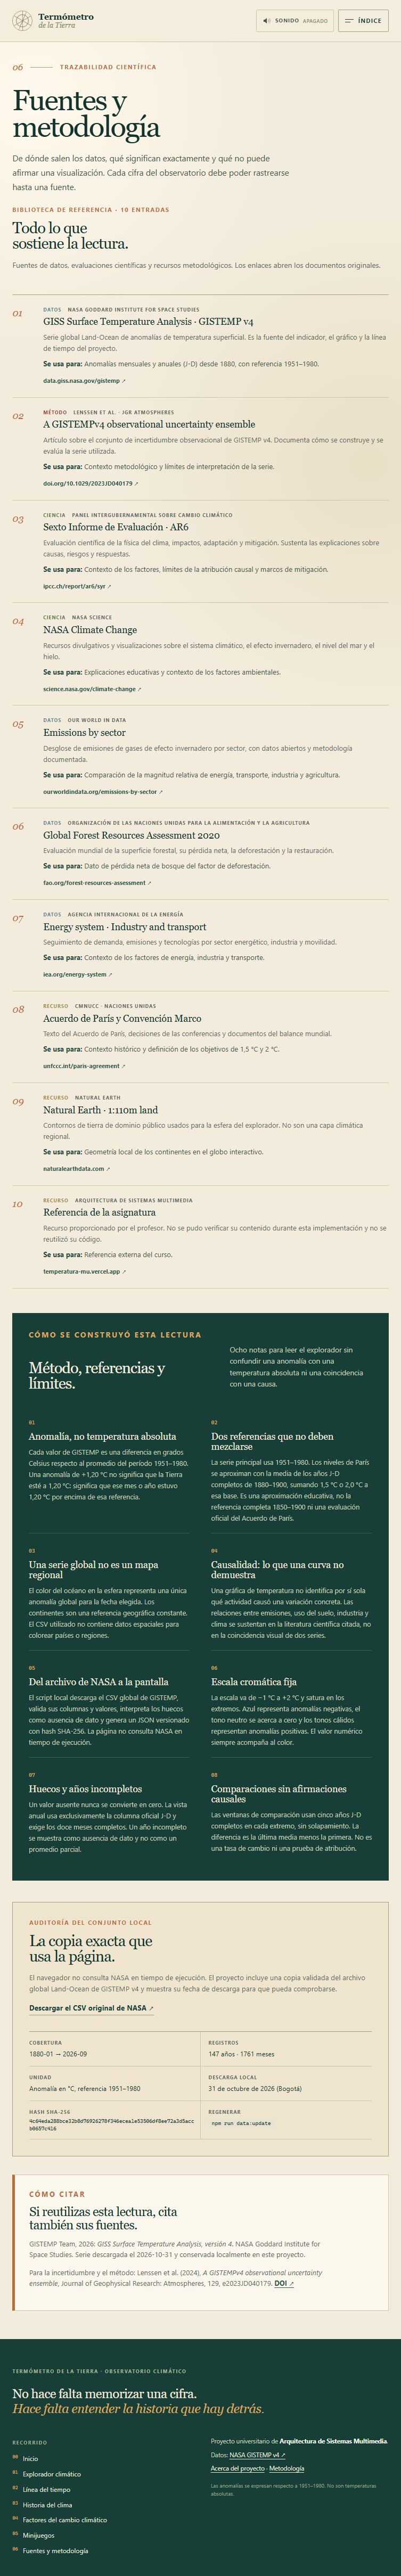 Termómetro
de la Tierra
SONIDO APAGADO
ÍNDICE
06 TRAZABILIDAD CIENTÍFICA
Fuentes y
metodología
De dónde salen los datos, qué significan exactamente y qué no puede
afirmar una visualización. Cada cifra del observatorio debe poder rastrearse
hasta una fuente.
BIBLIOTECA DE REFERENCIA · 10 ENTRADAS
Todo lo que
sostiene la lectura.
Fuentes de datos, evaluaciones científicas y recursos metodológicos. Los enlaces abren los documentos originales.
01
DATOS NASA GODDARD INSTITUTE FOR SPACE STUDIES
GISS Surface Temperature Analysis · GISTEMP v4
Serie global Land-Ocean de anomalías de temperatura superficial. Es la fuente del indicador, el gráfico y la línea
de tiempo del proyecto.
Se usa para: Anomalías mensuales y anuales (J-D) desde 1880, con referencia 1951–1980.
data.giss.nasa.gov/gistemp ↗
02
MÉTODO LENSSEN ET AL. · JGR ATMOSPHERES
A GISTEMPv4 observational uncertainty ensemble
Artículo sobre el conjunto de incertidumbre observacional de GISTEMP v4. Documenta cómo se construye y se
evalúa la serie utilizada.
Se usa para: Contexto metodológico y límites de interpretación de la serie.
doi.org/10.1029/2023JD040179 ↗
03
CIENCIA PANEL INTERGUBERNAMENTAL SOBRE CAMBIO CLIMÁTICO
Sexto Informe de Evaluación · AR6
Evaluación científica de la física del clima, impactos, adaptación y mitigación. Sustenta las explicaciones sobre
causas, riesgos y respuestas.
Se usa para: Contexto de los factores, límites de la atribución causal y marcos de mitigación.
ipcc.ch/report/ar6/syr ↗
04
CIENCIA NASA SCIENCE
NASA Climate Change
Recursos divulgativos y visualizaciones sobre el sistema climático, el efecto invernadero, el nivel del mar y el
hielo.
Se usa para: Explicaciones educativas y contexto de los factores ambientales.
science.nasa.gov/climate-change ↗
05
DATOS OUR WORLD IN DATA
Emissions by sector
Desglose de emisiones de gases de efecto invernadero por sector, con datos abiertos y metodología
documentada.
Se usa para: Comparación de la magnitud relativa de energía, transporte, industria y agricultura.
ourworldindata.org/emissions-by-sector ↗
06
DATOS ORGANIZACIÓN DE LAS NACIONES UNIDAS PARA LA ALIMENTACIÓN Y LA AGRICULTURA
Global Forest Resources Assessment 2020
Evaluación mundial de la superficie forestal, su pérdida neta, la deforestación y la restauración.
Se usa para: Dato de pérdida neta de bosque del factor de deforestación.
fao.org/forest-resources-assessment ↗
07
DATOS AGENCIA INTERNACIONAL DE LA ENERGÍA
Energy system · Industry and transport
Seguimiento de demanda, emisiones y tecnologías por sector energético, industria y movilidad.
Se usa para: Contexto de los factores de energía, industria y transporte.
iea.org/energy-system ↗
08
RECURSO CMNUCC · NACIONES UNIDAS
Acuerdo de París y Convención Marco
Texto del Acuerdo de París, decisiones de las conferencias y documentos del balance mundial.
Se usa para: Contexto histórico y definición de los objetivos de 1,5 °C y 2 °C.
unfccc.int/paris-agreement ↗
09
RECURSO NATURAL EARTH
Natural Earth · 1:110m land
Contornos de tierra de dominio público usados para la esfera del explorador. No son una capa climática
regional.
Se usa para: Geometría local de los continentes en el globo interactivo.
naturalearthdata.com ↗
10
RECURSO ARQUITECTURA DE SISTEMAS MULTIMEDIA
Referencia de la asignatura
Recurso proporcionado por el profesor. No se pudo verificar su contenido durante esta implementación y no se
reutilizó su código.
Se usa para: Referencia externa del curso.
temperatura-mu.vercel.app ↗
CÓMO SE CONSTRUYÓ ESTA LECTURA
Método, referencias y
límites.
Ocho notas para leer el explorador sin
confundir una anomalía con una
temperatura absoluta ni una coincidencia
con una causa.
01
Anomalía, no temperatura absoluta
Cada valor de GISTEMP es una diferencia en grados
Celsius respecto al promedio del período 1951–1980.
Una anomalía de +1,20 °C no significa que la Tierra
esté a 1,20 °C: significa que ese mes o año estuvo
1,20 °C por encima de esa referencia.
02
Dos referencias que no deben
mezclarse
La serie principal usa 1951–1980. Los niveles de París
se aproximan con la media de los años J-D
completos de 1880–1900, sumando 1,5 °C o 2,0 °C a
esa base. Es una aproximación educativa, no la
referencia completa 1850–1900 ni una evaluación
oficial del Acuerdo de París.
03
Una serie global no es un mapa
regional
El color del océano en la esfera representa una única
anomalía global para la fecha elegida. Los
continentes son una referencia geográfica constante.
El CSV utilizado no contiene datos espaciales para
colorear países o regiones.
04
Causalidad: lo que una curva no
demuestra
Una gráfica de temperatura no identifica por sí sola
qué actividad causó una variación concreta. Las
relaciones entre emisiones, uso del suelo, industria y
clima se sustentan en la literatura científica citada, no
en la coincidencia visual de dos series.
05
Del archivo de NASA a la pantalla
El script local descarga el CSV global de GISTEMP,
valida sus columnas y valores, interpreta los huecos
como ausencia de dato y genera un JSON versionado
con hash SHA-256. La página no consulta NASA en
tiempo de ejecución.
06
Escala cromática fija
La escala va de −1 °C a +2 °C y satura en los
extremos. Azul representa anomalías negativas, el
tono neutro se acerca a cero y los tonos cálidos
representan anomalías positivas. El valor numérico
siempre acompaña al color.
07
Huecos y años incompletos
Un valor ausente nunca se convierte en cero. La vista
anual usa exclusivamente la columna oficial J-D y
exige los doce meses completos. Un año incompleto
se muestra como ausencia de dato y no como un
promedio parcial.
08
Comparaciones sin afirmaciones
causales
Las ventanas de comparación usan cinco años J-D
completos en cada extremo, sin solapamiento. La
diferencia es la última media menos la primera. No es
una tasa de cambio ni una prueba de atribución.
AUDITORÍA DEL CONJUNTO LOCAL
La copia exacta que
usa la página.
El navegador no consulta NASA en tiempo de ejecución. El proyecto incluye una copia validada del archivo
global Land-Ocean de GISTEMP v4 y muestra su fecha de descarga para que pueda comprobarse.
Descargar el CSV original de NASA ↗
COBERTURA
1880-01 → 2026-09
REGISTROS
147 años · 1761 meses
UNIDAD
Anomalía en °C, referencia 1951–1980
DESCARGA LOCAL
31 de octubre de 2026 (Bogotá)
HASH SHA-256
REGENERAR
npm run data:update
CÓMO CITAR
Si reutilizas esta lectura, cita
también sus fuentes.
GISTEMP Team, 2026: GISS Surface Temperature Analysis, versión 4. NASA Goddard Institute for
Space Studies. Serie descargada el 2026-10-31 y conservada localmente en este proyecto.
Para la incertidumbre y el método: Lenssen et al. (2024), A GISTEMPv4 observational uncertainty
ensemble, Journal of Geophysical Research: Atmospheres, 129, e2023JD040179. DOI ↗
TERMÓMETRO DE LA TIERRA · OBSERVATORIO CLIMÁTICO
No hace falta memorizar una cifra.
Hace falta entender la historia que hay detrás.
RECORRIDO
00 Inicio
01 Explorador climático
02 Línea del tiempo
03 Historia del clima
04 Factores del cambio climático
05 Minijuegos
06 Fuentes y metodología
Proyecto universitario de Arquitectura de Sistemas Multimedia.
Datos: NASA GISTEMP v4 ↗
Acerca del proyecto · Metodología
Las anomalías se expresan respecto a 1951–1980. No son temperaturas
absolutas.